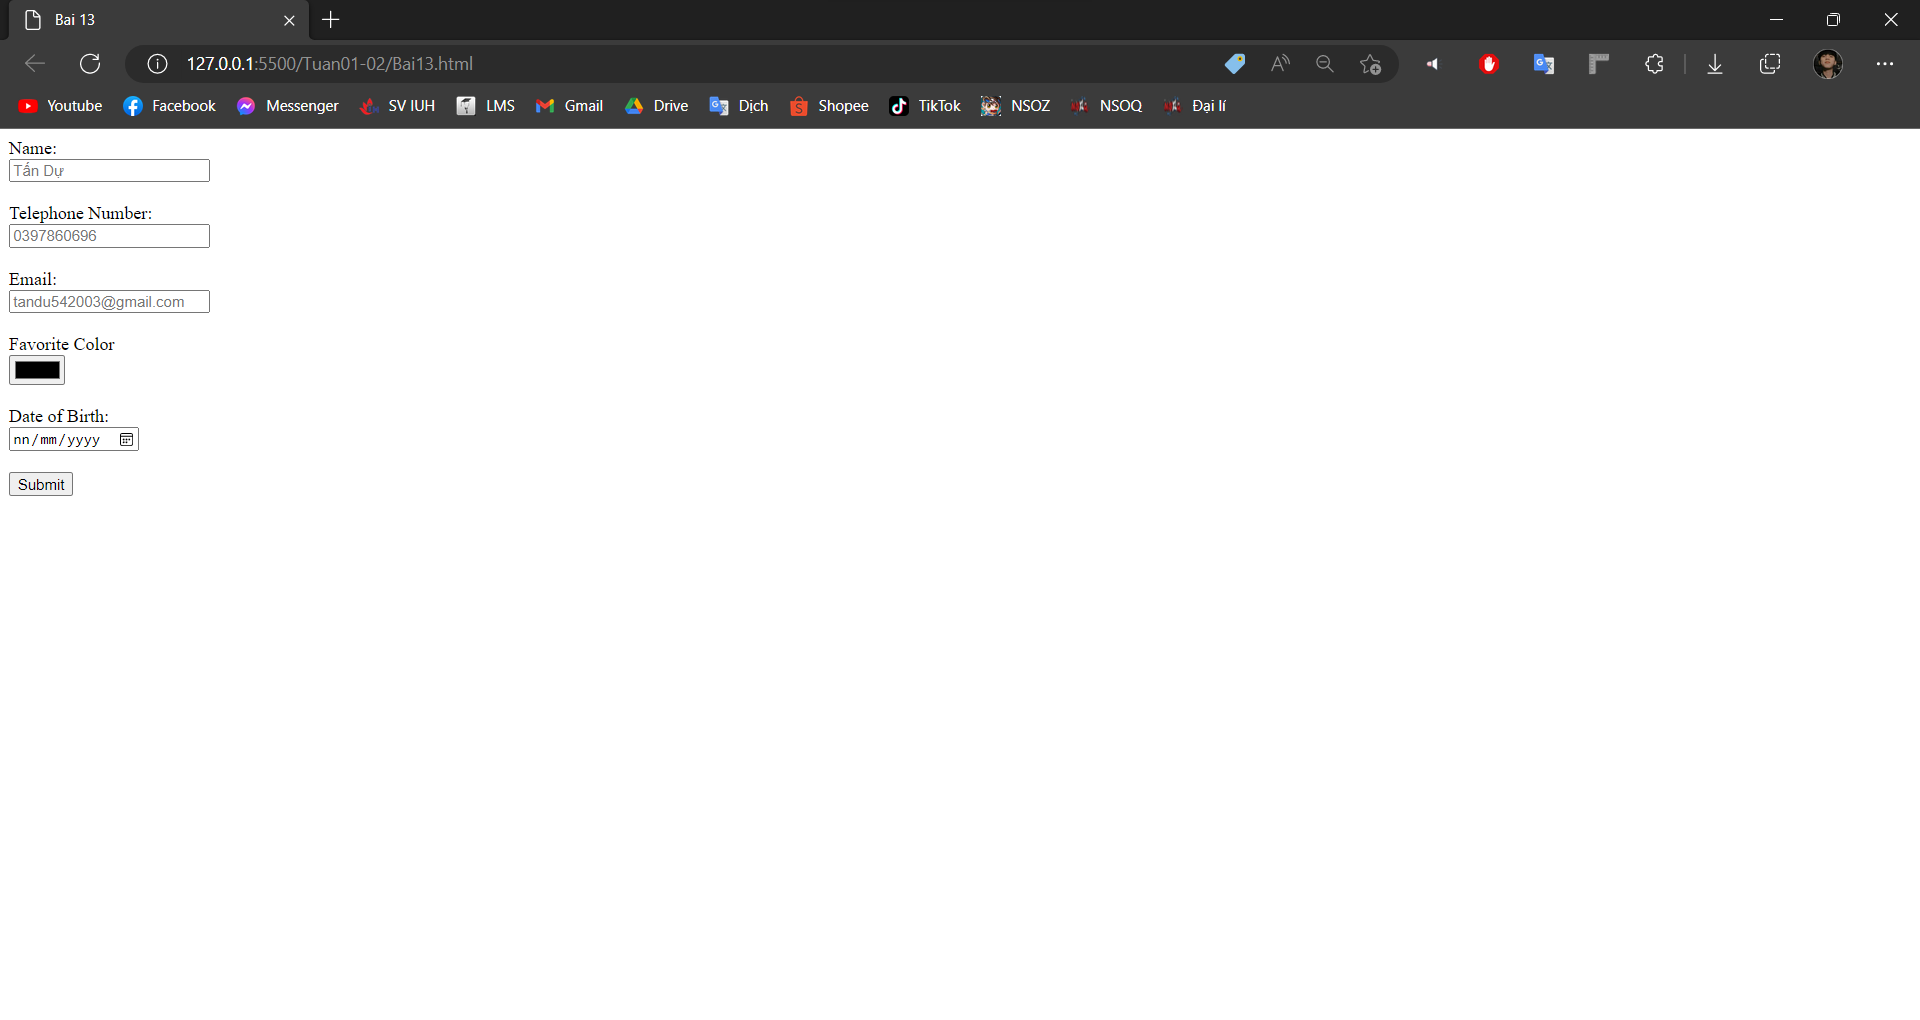 Bai 13
127.0.0.1:5500/Tuan01-02/Bai13.html
Youtube Facebook Messenger SV IUH LMS Gmail Drive Dịch Shopee TikTok NSOZ NSOQ Đại lí
Name:
Tấn Dự
Telephone Number:
0397860696
Email:
tandu542003@gmail.com
Favorite Color
Date of Birth:
nn/mm/yyyy
Submit